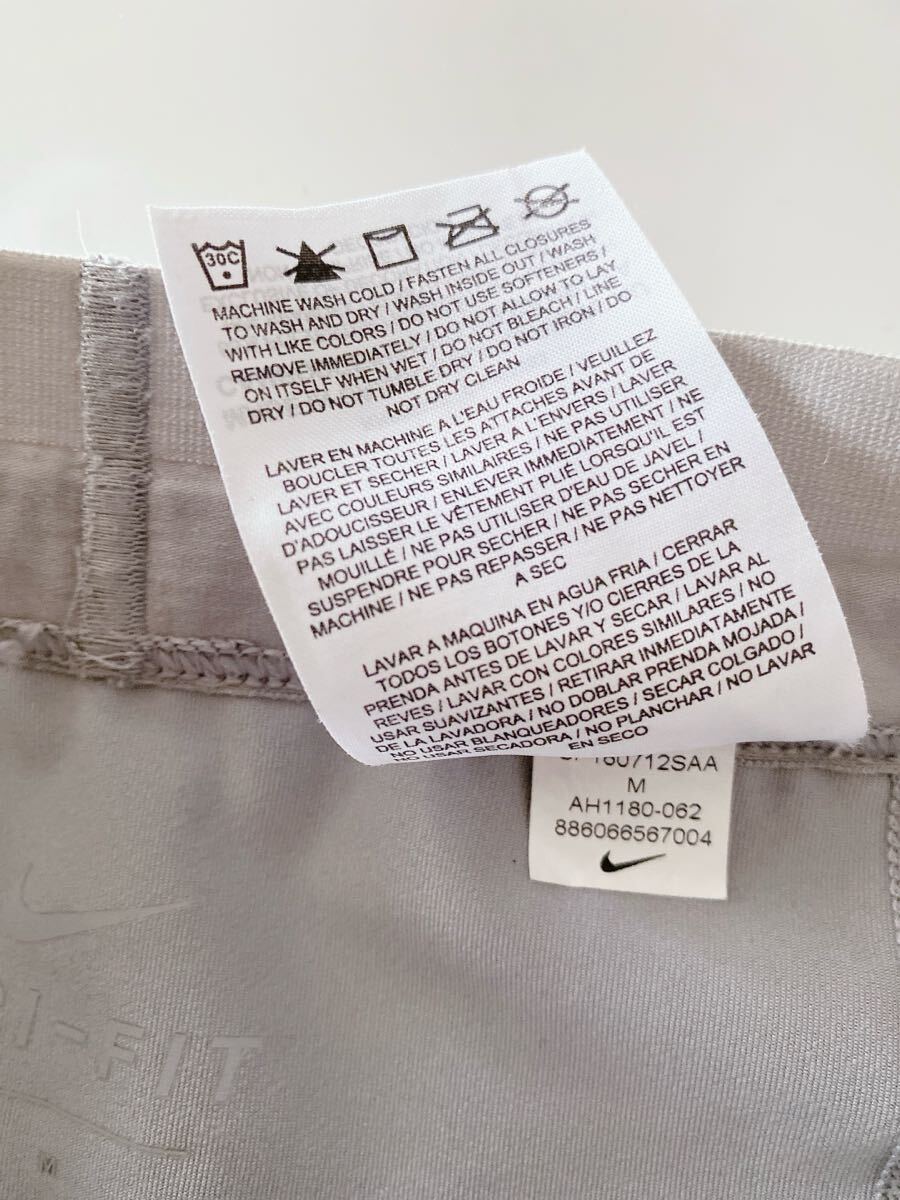 30C
MACHINE WASH COLD / FASTEN ALL CLOSURES
TO WASH AND DRY / WASH INSIDE OUT / WASH
WITH LIKE COLORS / DO NOT USE SOFTENERS /
REMOVE IMMEDIATELY / DO NOT ALLOW TO LAY
ON ITSELF WHEN WET / DO NOT BLEACH / LINE
DRY / DO NOT TUMBLE DRY / DO NOT IRON / DO
NOT DRY CLEAN
LAVER EN MACHINE A L'EAU FROIDE / VEUILLEZ
BOUCLER TOUTES LES ATTACHES AVANT DE
LAVER ET SECHER / LAVER A L'ENVERS / LAVER
AVEC COULEURS SIMILAIRES / NE PAS UTILISER
D'ADOUCISSEUR / ENLEVER IMMEDIATEMENT / NE
PAS LAISSER LE VÊTEMENT PLIÉ LORSQU'IL EST
MOUILLÉ / NE PAS UTILISER D'EAU DE JAVEL /
SUSPENDRE POUR SECHER / NE PAS SECHER EN
MACHINE / NE PAS REPASSER / NE PAS NETTOYER
A SEC
LAVAR A MAQUINA EN AGUA FRIA / CERRAR
TODOS LOS BOTONES Y/O CIERRES DE LA
PRENDA ANTES DE LAVAR Y SECAR / LAVAR AL
REVES / LAVAR CON COLORES SIMILARES / NO
USAR SUAVIZANTES / RETIRAR INMEDIATAMENTE
DE LA LAVADORA / NO DOBLAR PRENDA MOJADA /
NO USAR BLANQUEADORES / SECAR COLGADO /
NO USAR SECADORA / NO PLANCHAR / NO LAVAR
EN SECO
160712SAA
M
AH1180-062
886066567004
RI-FIT
M